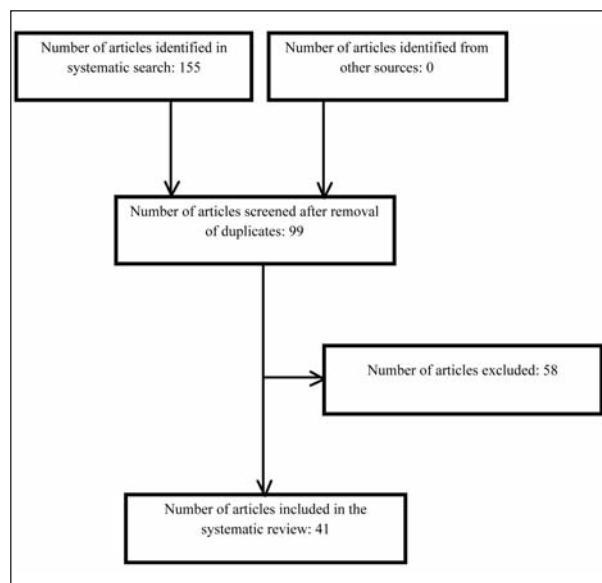 Number of articles identified in
systematic search: 155
Number of articles identified from
other sources: 0
Number of articles screened after removal
of duplicates: 99
Number of articles excluded: 58
Number of articles included in the
systematic review: 41